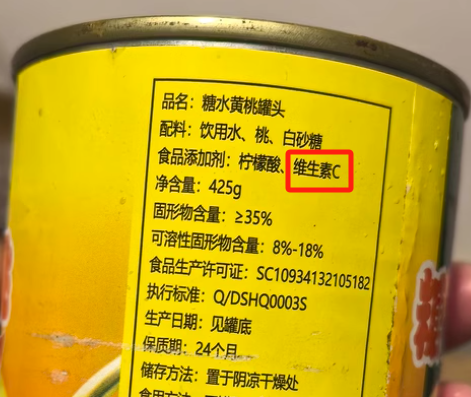 品名：糖水黄桃罐头
配料：饮用水、桃、白砂糖
食品添加剂：柠檬酸、维生素C
净含量：425g
固形物含量：≥35%
可溶性固形物含量：8%-18%
食品生产许可证：SC10934132105182
执行标准：Q/DSHQ0003S
生产日期：见罐底
保质期：24个月
储存方法：置于阴凉干燥处